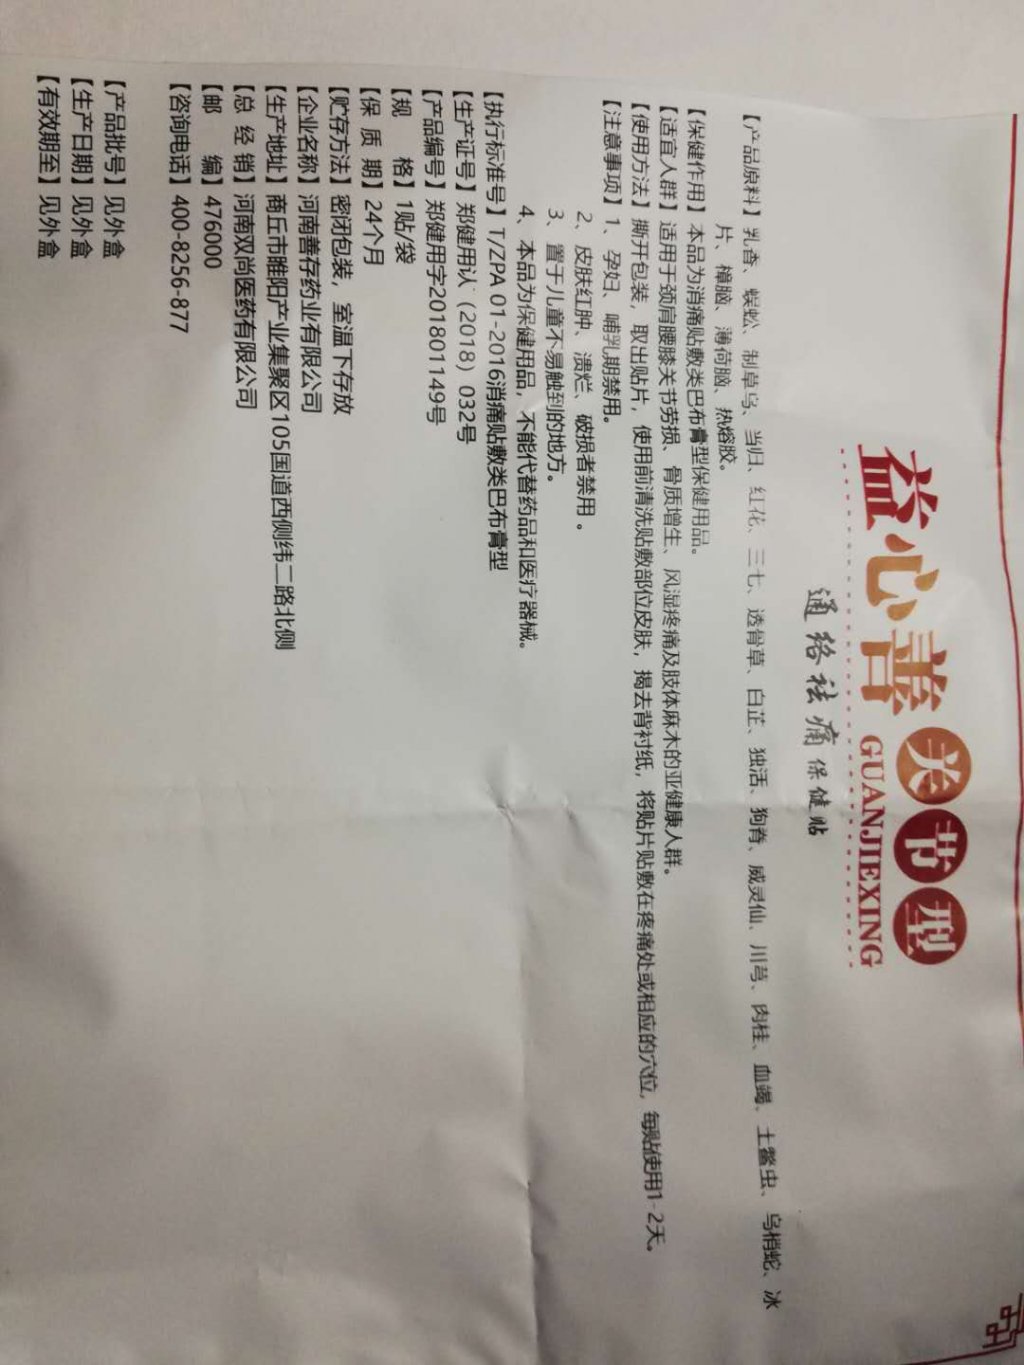 益心善 关节型
GUANJIEXING
通络祛痛保健贴
【产品原料】乳香、蜈蚣、制草乌、当归、红花、三七、透骨草、白芷、独活、狗脊、威灵仙、川芎、肉桂、血竭、土鳖虫、乌梢蛇、冰
片、樟脑、薄荷脑、热熔胶。
【保健作用】本品为消痛贴敷类巴布膏型保健用品。
【适宜人群】适用于颈肩腰膝关节劳损、骨质增生、风湿疼痛及肢体麻木的亚健康人群。
【使用方法】撕开包装，取出贴片，使用前清洗贴敷部位皮肤，揭去背衬纸，将贴片贴敷在疼痛处或相应的穴位，每贴使用1-2天。
【注意事项】1、孕妇、哺乳期禁用。
2、皮肤红肿、溃烂、破损者禁用。
3、置于儿童不易触到的地方。
4、本品为保健用品，不能代替药品和医疗器械。
【执行标准号】T/ZPA 01-2016消痛贴敷类巴布膏型
【生产证号】郑健用认（2018）032号
【产品编号】郑健用字201801149号
【规 格】1贴/袋
【保 质 期】24个月
【贮存方法】密闭包装，室温下存放
【企业名称】河南善存药业有限公司
【生产地址】商丘市睢阳产业集聚区105国道西侧纬二路北侧
【总 经 销】河南双尚医药有限公司
【邮 编】476000
【咨询电话】400-8256-877
【产品批号】见外盒
【生产日期】见外盒
【有效期至】见外盒